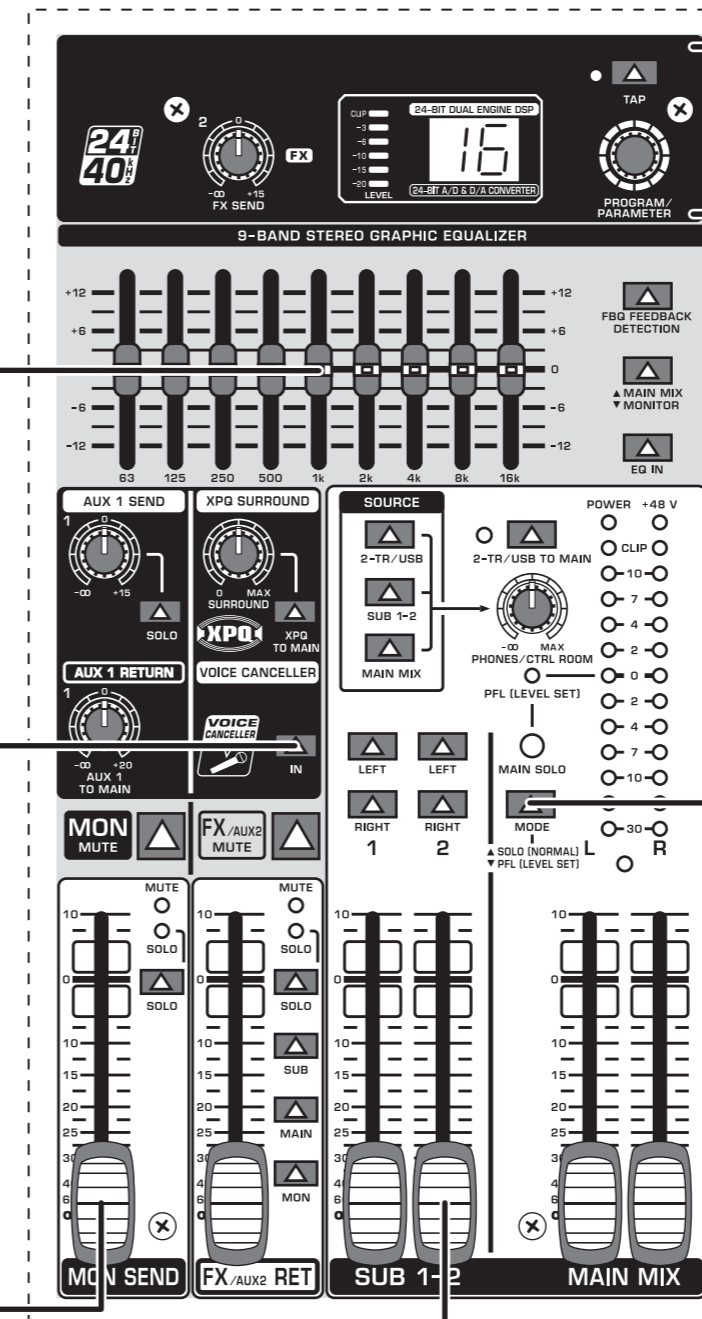 TAP
24 BIT
40 kHz
2
0
-∞
+15
FX SEND
FX
CLIP
-3
-6
-10
-15
-20
LEVEL
24-BIT DUAL ENGINE DSP
16
24-BIT A/D & D/A CONVERTER
PROGRAM/
PARAMETER
9-BAND STEREO GRAPHIC EQUALIZER
+12
+12
+6
+6
0
-6
-6
-12
-12
63 125 250 500 1k 2k 4k 8k 16k
FBQ FEEDBACK
DETECTION
▲ MAIN MIX
▼ MONITOR
EQ IN
AUX 1 SEND
1
0
-∞
+15
SOLO
XPQ SURROUND
0
MAX
SURROUND
XPQ
XPQ
TO MAIN
SOURCE
2-TR/USB
SUB 1-2
MAIN MIX
2-TR/USB TO MAIN
-∞
MAX
PHONES/CTRL ROOM
PFL (LEVEL SET)
MAIN SOLO
POWER +48 V
CLIP
10
7
4
2
0
2
4
7
10
30
L R
AUX 1 RETURN
1
0
-∞
+20
AUX 1
TO MAIN
VOICE CANCELLER
VOICE
CANCELLER
IN
LEFT LEFT
RIGHT RIGHT
1 2
MODE
▲ SOLO (NORMAL)
▼ PFL (LEVEL SET)
MON
MUTE
FX/AUX2
MUTE
MUTE
SOLO
SOLO
10
0
10
15
20
25
30
MUTE
SOLO
SOLO
SUB
MAIN
MON
10
0
10
15
20
25
10
0
10
15
20
25
10
0
10
15
20
25
MON SEND
FX/AUX2 RET
SUB 1-2
MAIN MIX